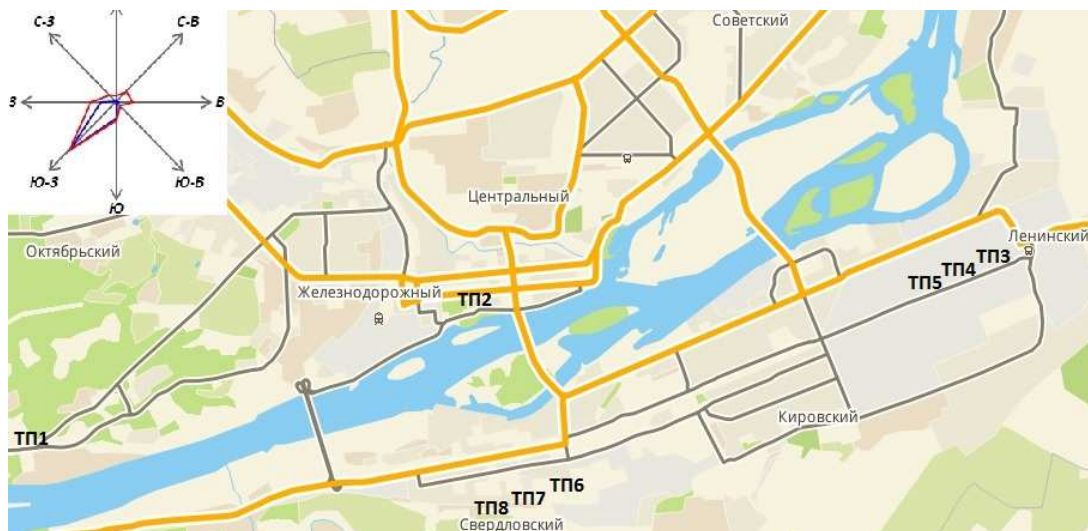 С-З
С-В
З
В
Ю-З
Ю-В
Ю
Советский
Центральный
Октябрьский
Ленинский
Железнодорожный
ТП2
ТП5
ТП4
ТП3
Кировский
ТП1
ТП8
ТП7
ТП6
Свердловский